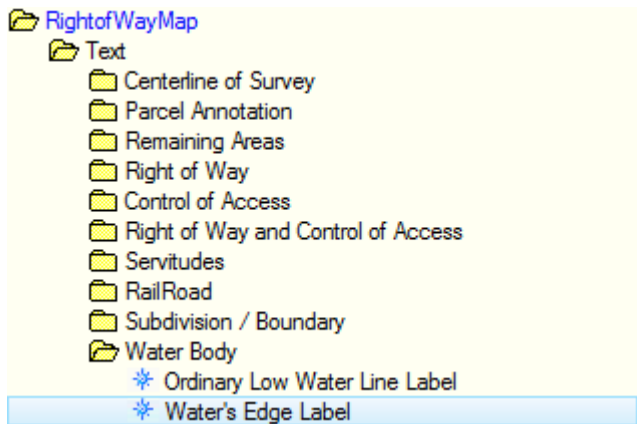 RightofWayMap
Text
Centerline of Survey
Parcel Annotation
Remaining Areas
Right of Way
Control of Access
Right of Way and Control of Access
Servitudes
RailRoad
Subdivision / Boundary
Water Body
Ordinary Low Water Line Label
Water's Edge Label